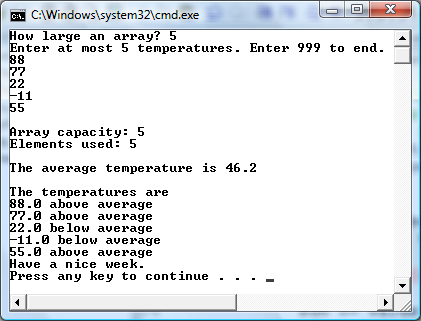 C:\Windows\system32\cmd.exe
How large an array? 5
Enter at most 5 temperatures. Enter 999 to end.
88
77
22
-11
55
Array capacity: 5
Elements used: 5
The average temperature is 46.2
The temperatures are
88.0 above average
77.0 above average
22.0 below average
-11.0 below average
55.0 above average
Have a nice week.
Press any key to continue . . .